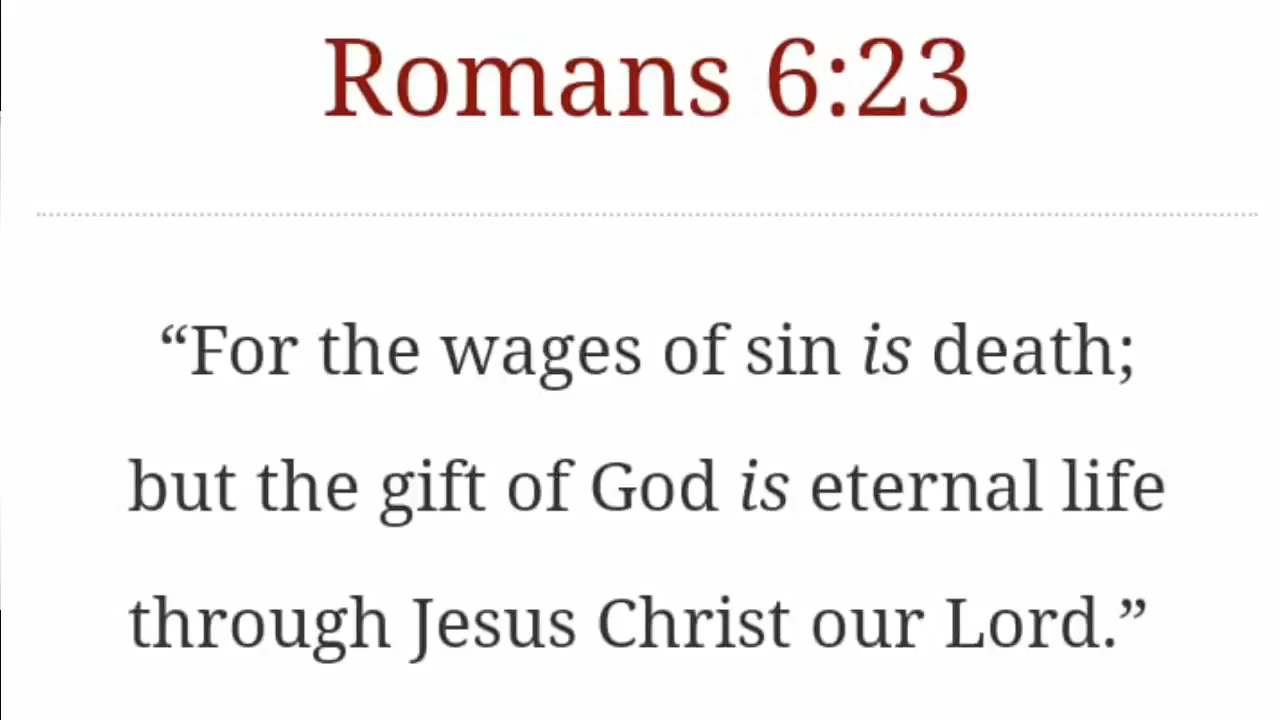 Romans 6:23
“For the wages of sin is death;
but the gift of God is eternal life
through Jesus Christ our Lord.”